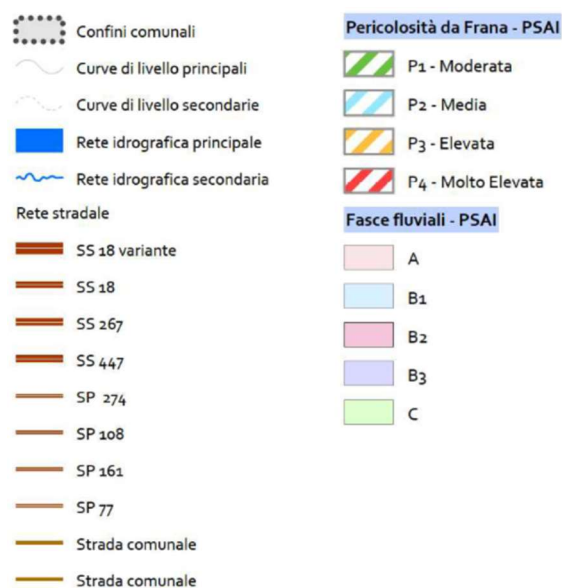 Confini comunali
Curve di livello principali
Curve di livello secondarie
Rete idrografica principale
Rete idrografica secondaria
Rete stradale
SS 18 variante
SS 18
SS 267
SS 447
SP 274
SP 108
SP 161
SP 77
Strada comunale
Strada comunale
Pericolosità da Frana - PSAI
P1 - Moderata
P2 - Media
P3 - Elevata
P4 - Molto Elevata
Fasce fluviali - PSAI
A
B1
B2
B3
C